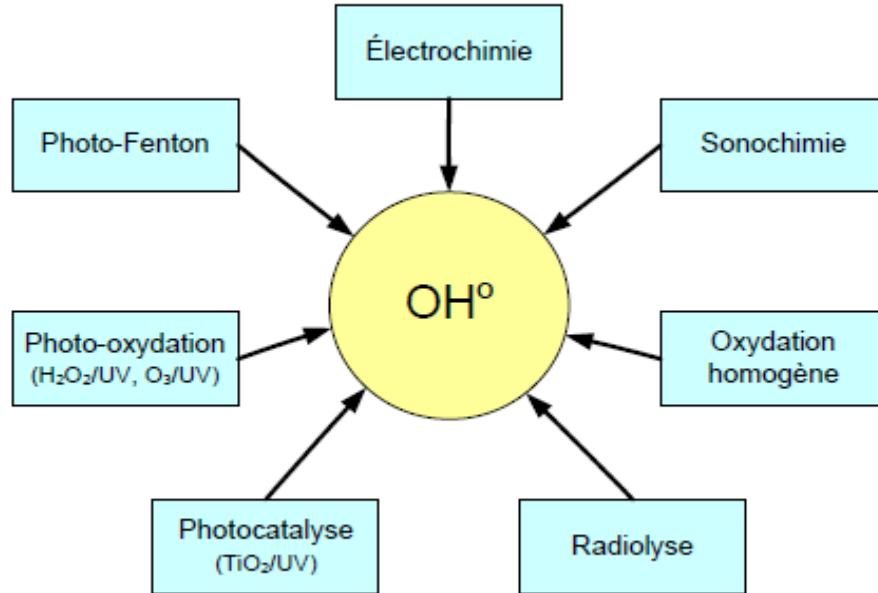 Électrochimie
Photo-Fenton
Sonochimie
OHº
Photo-oxydation
(H₂O₂/UV, O₃/UV)
Oxydation
homogène
Photocatalyse
(TiO₂/UV)
Radiolyse